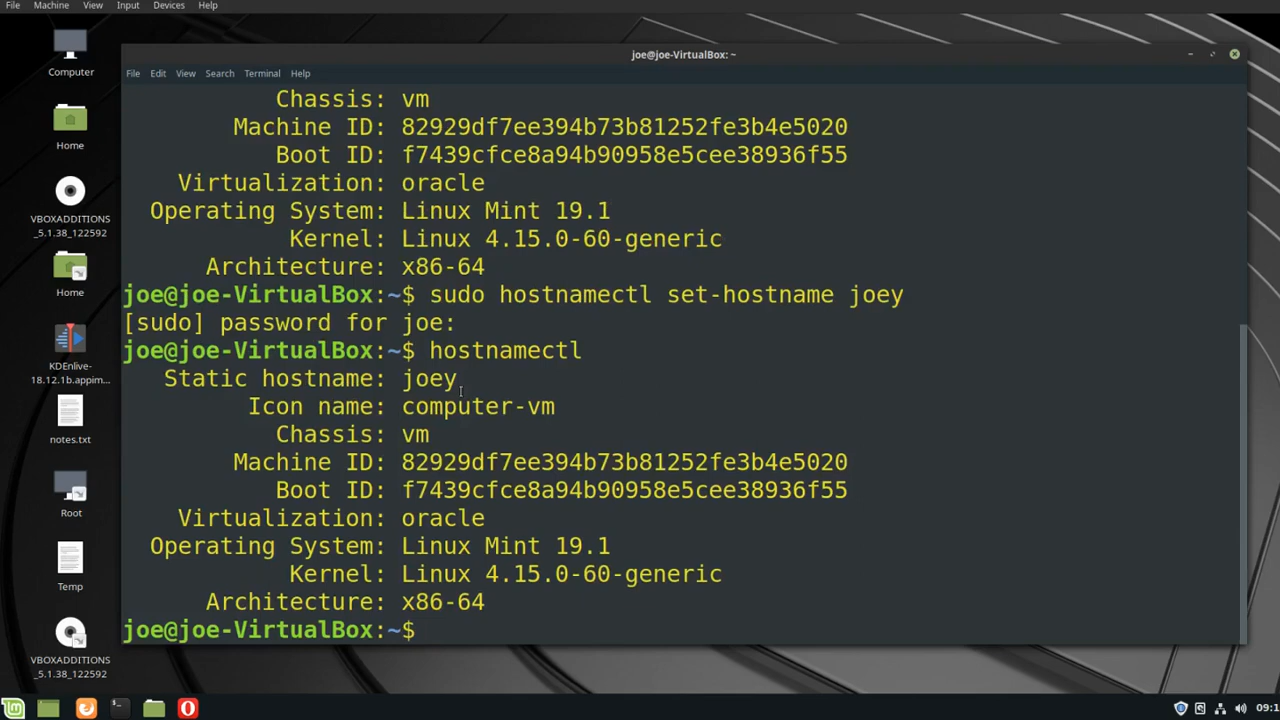 File Machine View Input Devices Help
joe@joe-VirtualBox: ~
File Edit View Search Terminal Help
Computer
Home
VBOXADDITIONS
_5.1.38_122592
Home
KDEnlive-
18.12.1b.appim...
notes.txt
Root
Temp
VBOXADDITIONS
_5.1.38_122592
Chassis: vm
Machine ID: 82929df7ee394b73b81252fe3b4e5020
Boot ID: f7439cfce8a94b90958e5cee38936f55
Virtualization: oracle
Operating System: Linux Mint 19.1
Kernel: Linux 4.15.0-60-generic
Architecture: x86-64
joe@joe-VirtualBox:~$ sudo hostnamectl set-hostname joey
[sudo] password for joe:
joe@joe-VirtualBox:~$ hostnamectl
Static hostname: joey
Icon name: computer-vm
Chassis: vm
Machine ID: 82929df7ee394b73b81252fe3b4e5020
Boot ID: f7439cfce8a94b90958e5cee38936f55
Virtualization: oracle
Operating System: Linux Mint 19.1
Kernel: Linux 4.15.0-60-generic
Architecture: x86-64
joe@joe-VirtualBox:~$